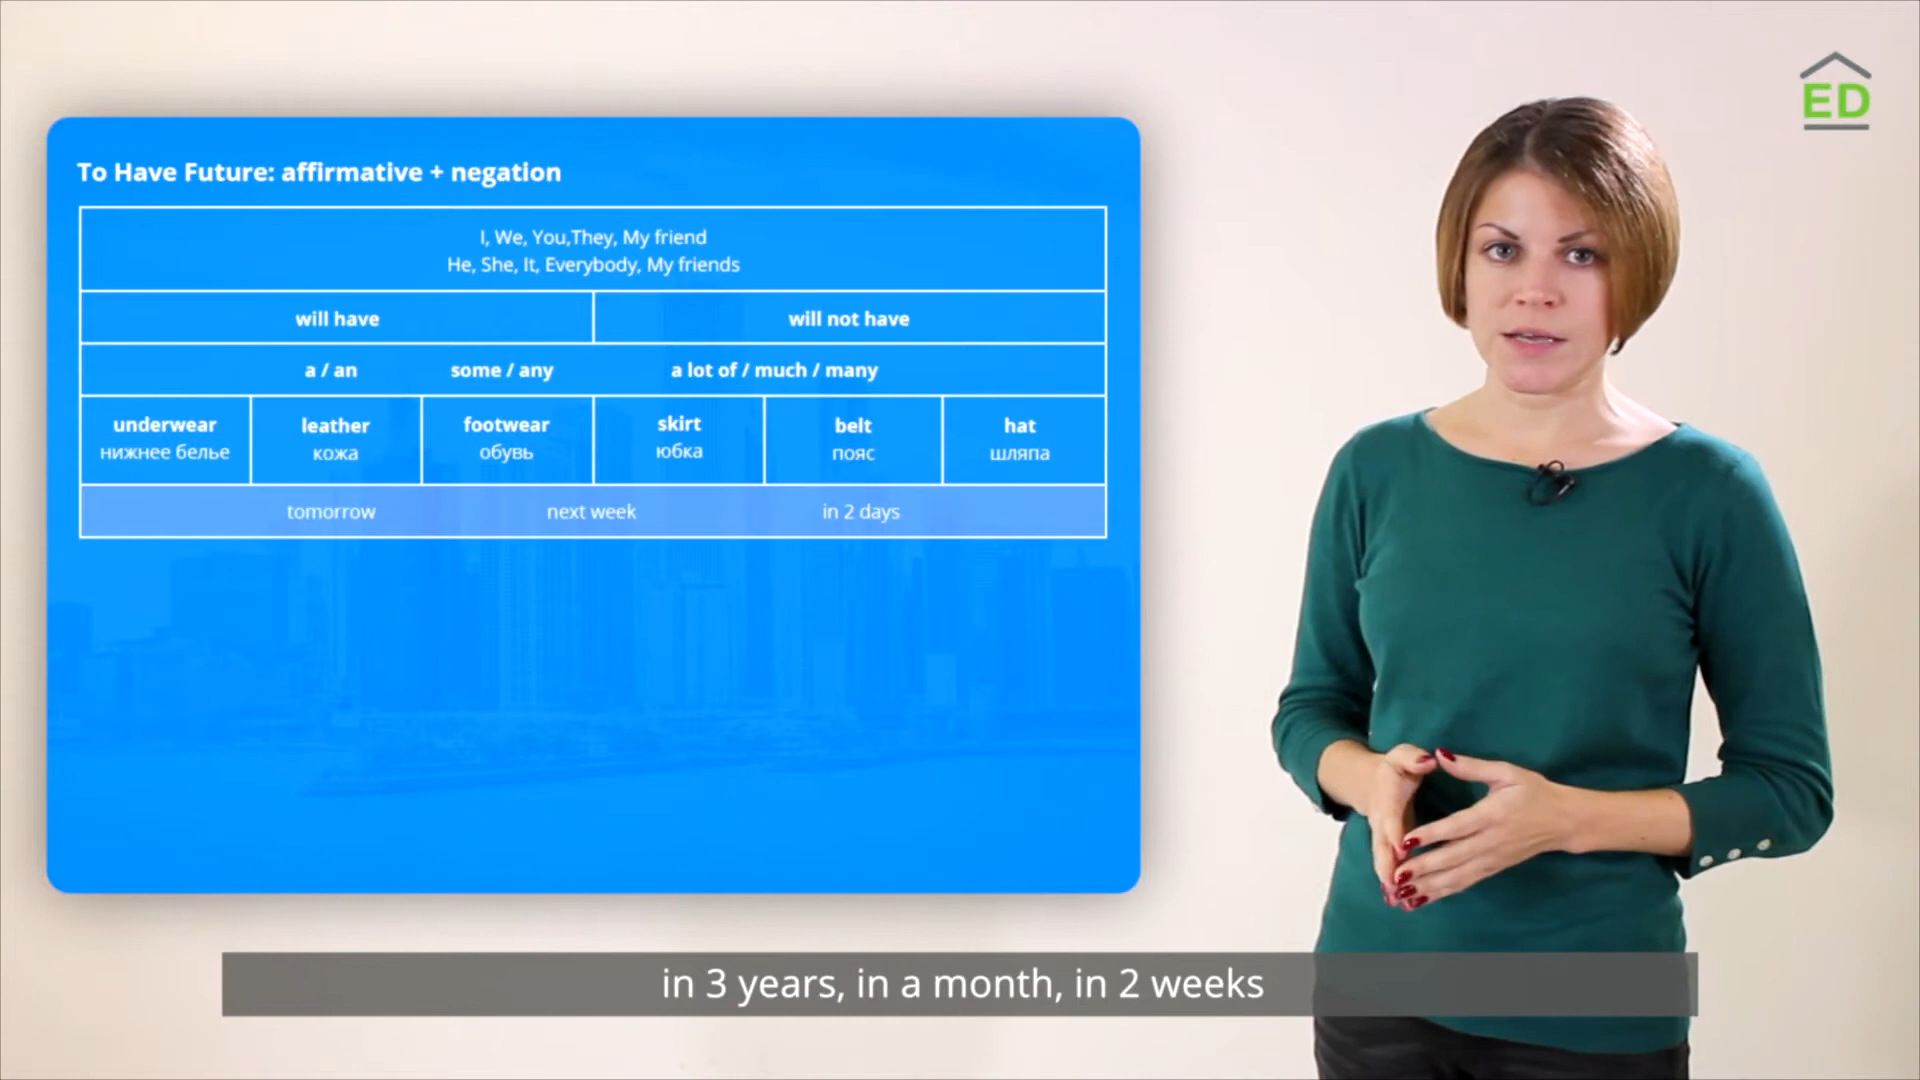 ED
To Have Future: affirmative + negation
I, We, You,They, My friend
He, She, It, Everybody, My friends
will have
will not have
a / an some / any a lot of / much / many
underwear
нижнее белье
leather
кожа
footwear
обувь
skirt
юбка
belt
пояс
hat
шляпа
tomorrow next week in 2 days
in 3 years, in a month, in 2 weeks